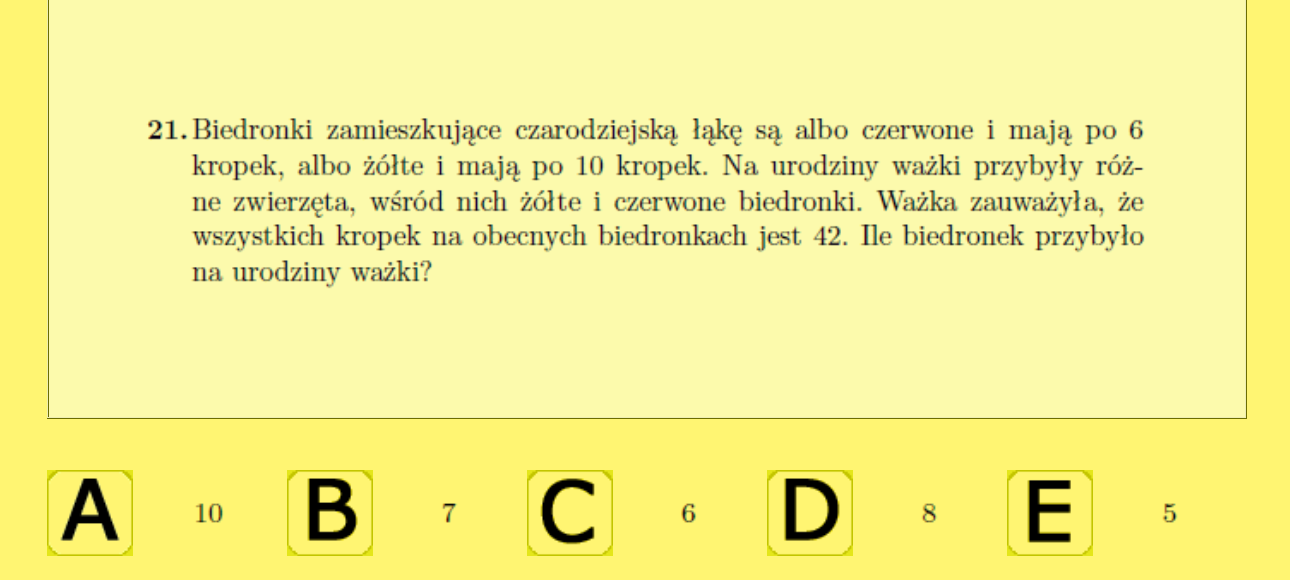 21. Biedronki zamieszkujące czarodziejską łąkę są albo czerwone i mają po 6
kropek, albo żółte i mają po 10 kropek. Na urodziny ważki przybyły róż-
ne zwierzęta, wśród nich żółte i czerwone biedronki. Ważka zauważyła, że
wszystkich kropek na obecnych biedronkach jest 42. Ile biedronek przybyło
na urodziny ważki?
A 10 B 7 C 6 D 8 E 5